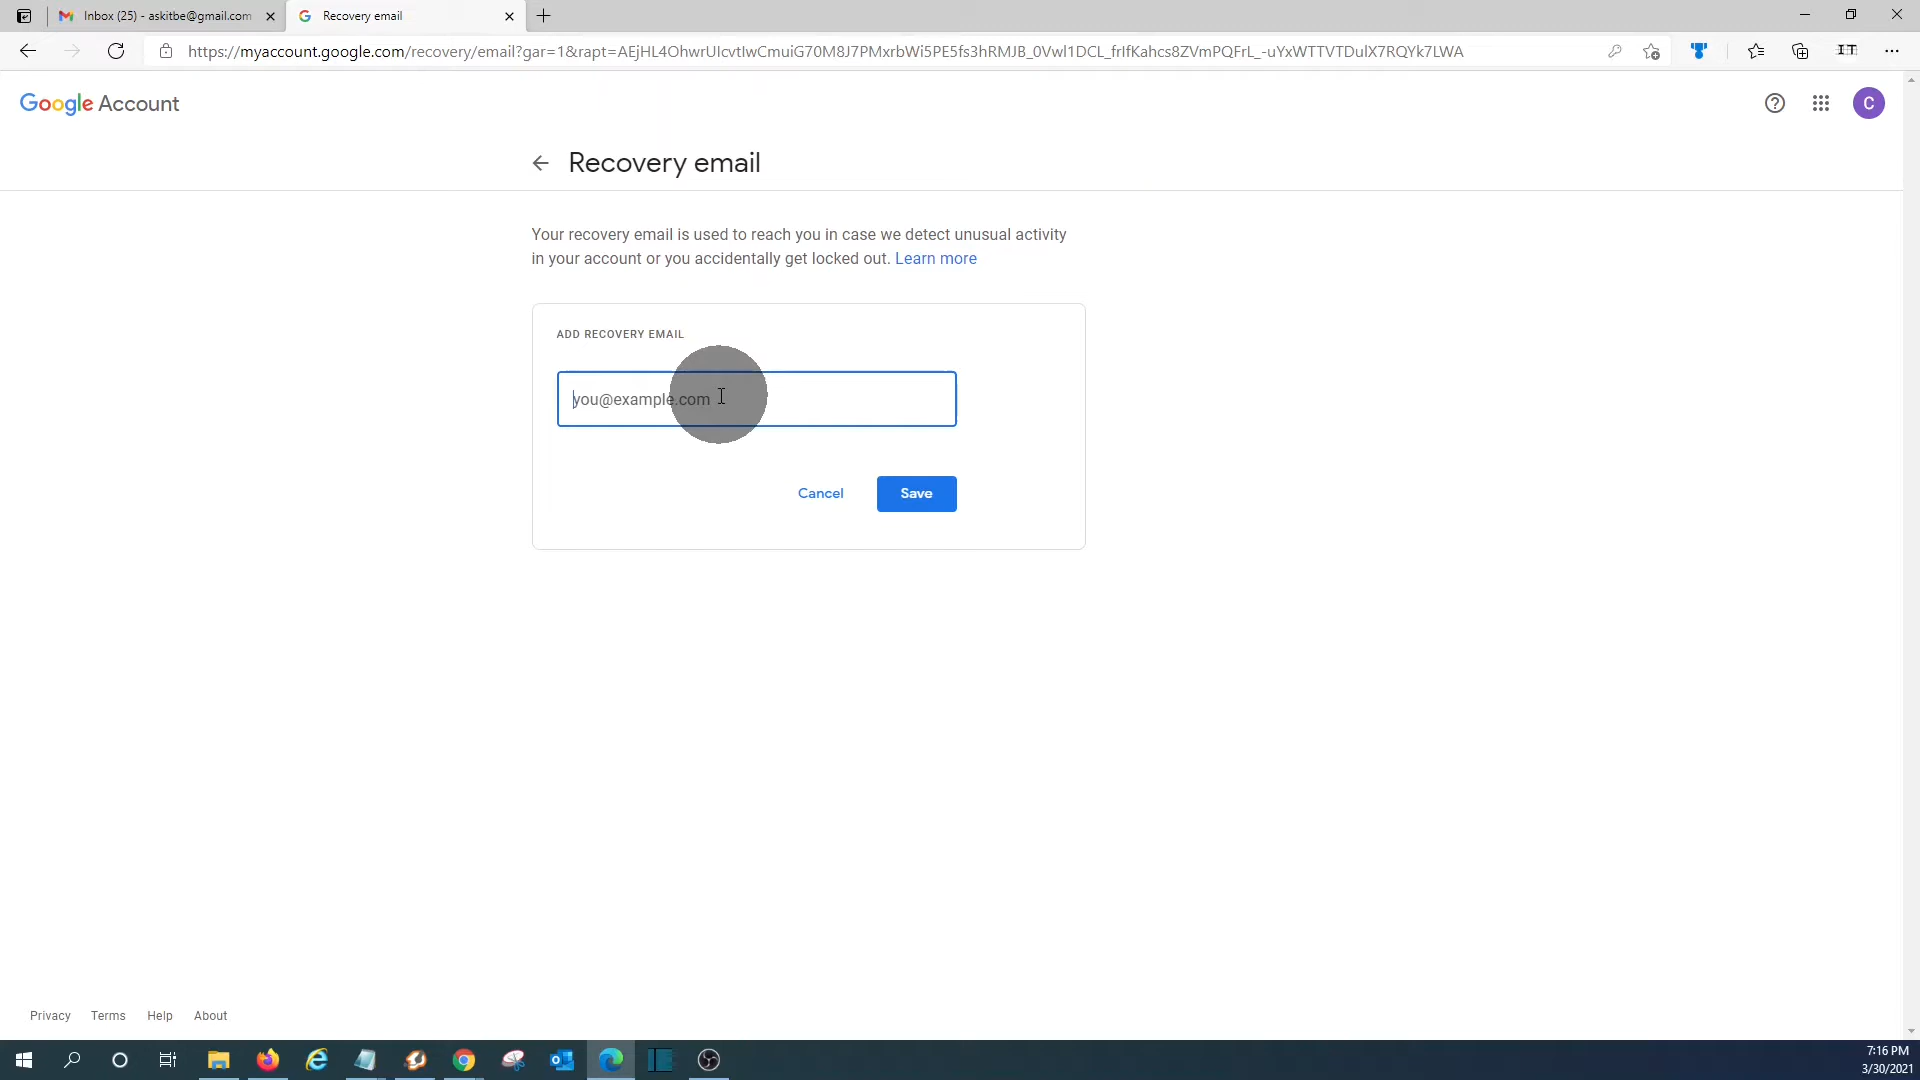 Inbox (25) - askitbe@gmail.com
Recovery email
https://myaccount.google.com/recovery/email?gar=1&rapt=AEjHL4OhwrUIcvtIwCmuiG70M8J7PMxrbWi5PE5fs3hRMJB_0Vwl1DCL_frIfKahcs8ZVmPQFrL_-uYxWTTVTDulX7RQYk7LWA
Google Account
C
Recovery email
Your recovery email is used to reach you in case we detect unusual activity
in your account or you accidentally get locked out. Learn more
ADD RECOVERY EMAIL
you@example.com
Cancel
Save
Privacy
Terms
Help
About
7:16 PM
3/30/2021